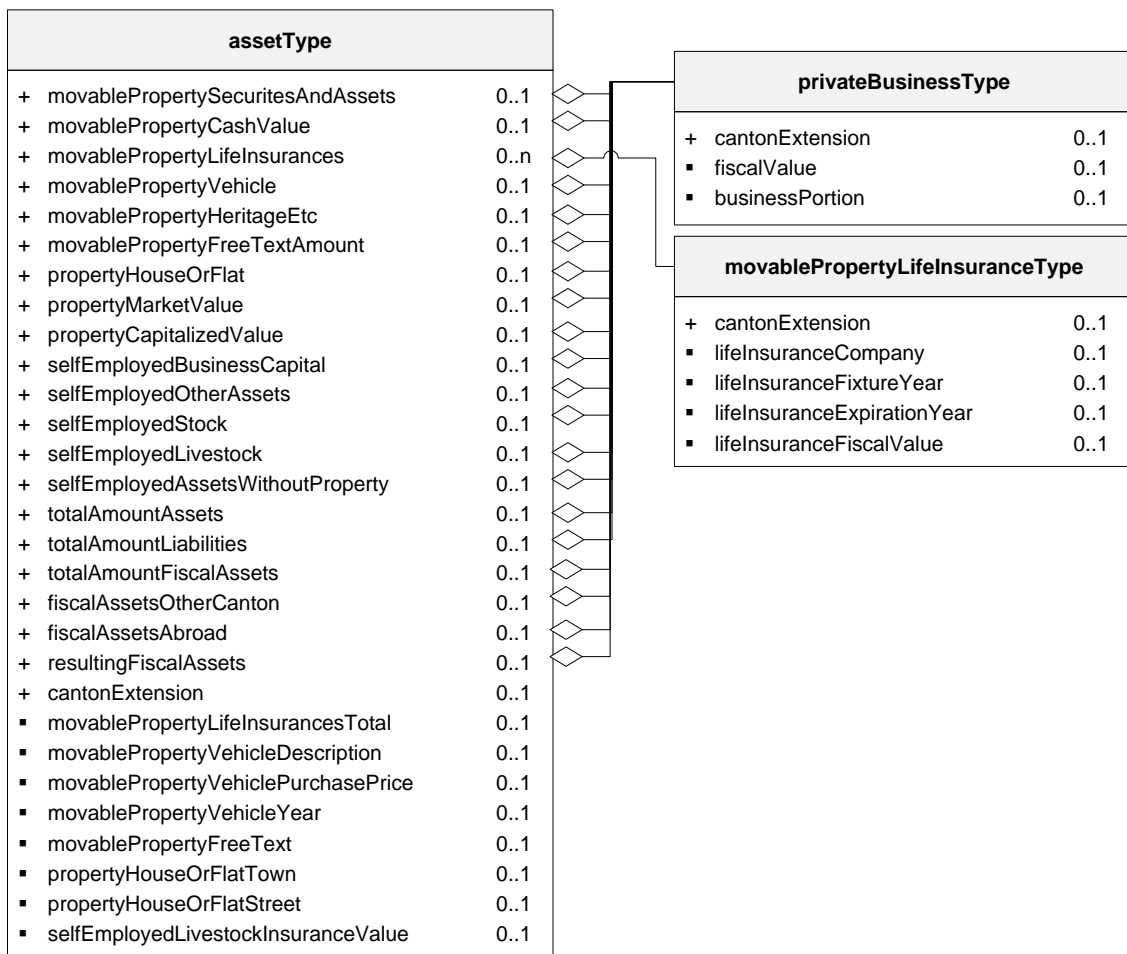 assetType
+ movablePropertySecuritesAndAssets 0..1
+ movablePropertyCashValue 0..1
+ movablePropertyLifeInsurances 0..n
+ movablePropertyVehicle 0..1
+ movablePropertyHeritageEtc 0..1
+ movablePropertyFreeTextAmount 0..1
+ propertyHouseOrFlat 0..1
+ propertyMarketValue 0..1
+ propertyCapitalizedValue 0..1
+ selfEmployedBusinessCapital 0..1
+ selfEmployedOtherAssets 0..1
+ selfEmployedStock 0..1
+ selfEmployedLivestock 0..1
+ selfEmployedAssetsWithoutProperty 0..1
+ totalAmountAssets 0..1
+ totalAmountLiabilities 0..1
+ totalAmountFiscalAssets 0..1
+ fiscalAssetsOtherCanton 0..1
+ fiscalAssetsAbroad 0..1
+ resultingFiscalAssets 0..1
+ cantonExtension 0..1
▪ movablePropertyLifeInsurancesTotal 0..1
▪ movablePropertyVehicleDescription 0..1
▪ movablePropertyVehiclePurchasePrice 0..1
▪ movablePropertyVehicleYear 0..1
▪ movablePropertyFreeText 0..1
▪ propertyHouseOrFlatTown 0..1
▪ propertyHouseOrFlatStreet 0..1
▪ selfEmployedLivestockInsuranceValue 0..1
privateBusinessType
+ cantonExtension 0..1
▪ fiscalValue 0..1
▪ businessPortion 0..1
movablePropertyLifeInsuranceType
+ cantonExtension 0..1
▪ lifeInsuranceCompany 0..1
▪ lifeInsuranceFixtureYear 0..1
▪ lifeInsuranceExpirationYear 0..1
▪ lifeInsuranceFiscalValue 0..1